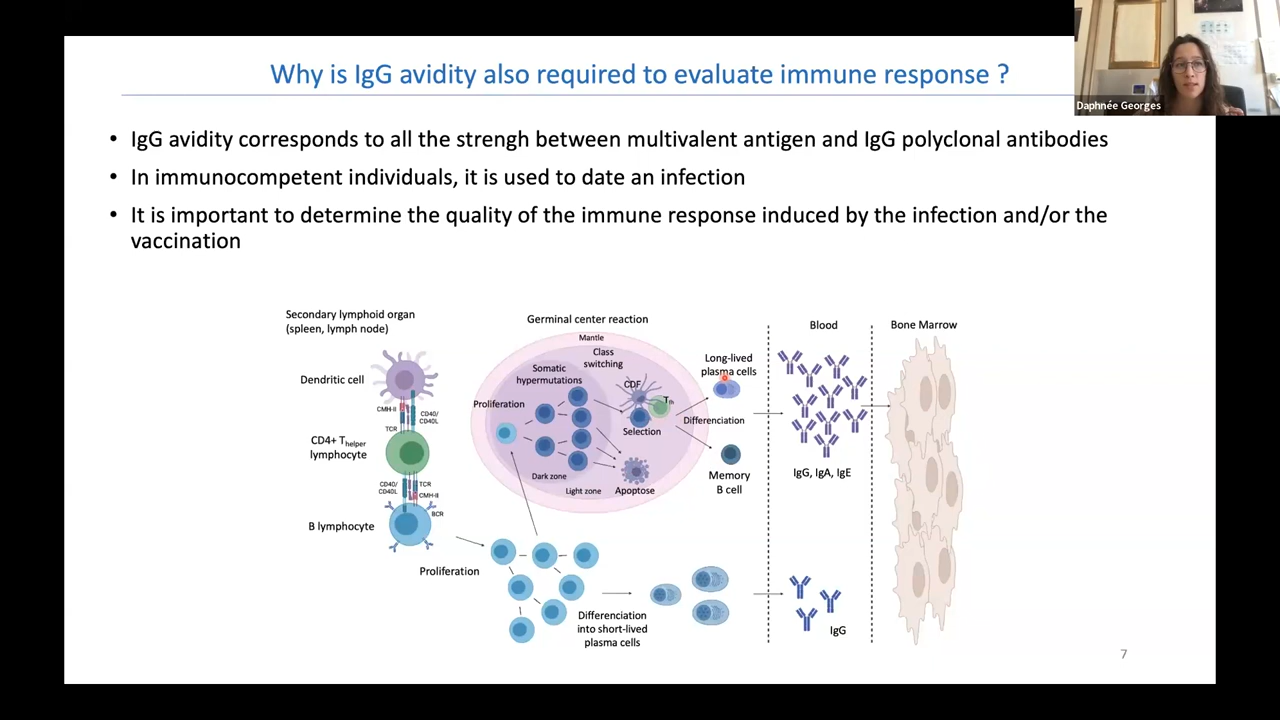 Why is IgG avidity also required to evaluate immune response ?
Daphnée Georges
• IgG avidity corresponds to all the strengh between multivalent antigen and IgG polyclonal antibodies
• In immunocompetent individuals, it is used to date an infection
• It is important to determine the quality of the immune response induced by the infection and/or the
vaccination
Secondary lymphoid organ
(spleen, lymph node)
Dendritic cell
CMH-II
CD40/
CD40L
TCR
CD4+ Thelper
lymphocyte
CD40/
CD40L
TCR
CMH-II
BCR
B lymphocyte
Proliferation
Germinal center reaction
Mantle
Class
switching
Somatic
hypermutations
CDF
Th
Proliferation
Selection
Dark zone
Light zone
Apoptose
Long-lived
plasma cells
Differenciation
Memory
B cell
Differenciation
into short-lived
plasma cells
Blood
IgG, IgA, IgE
IgG
Bone Marrow
7